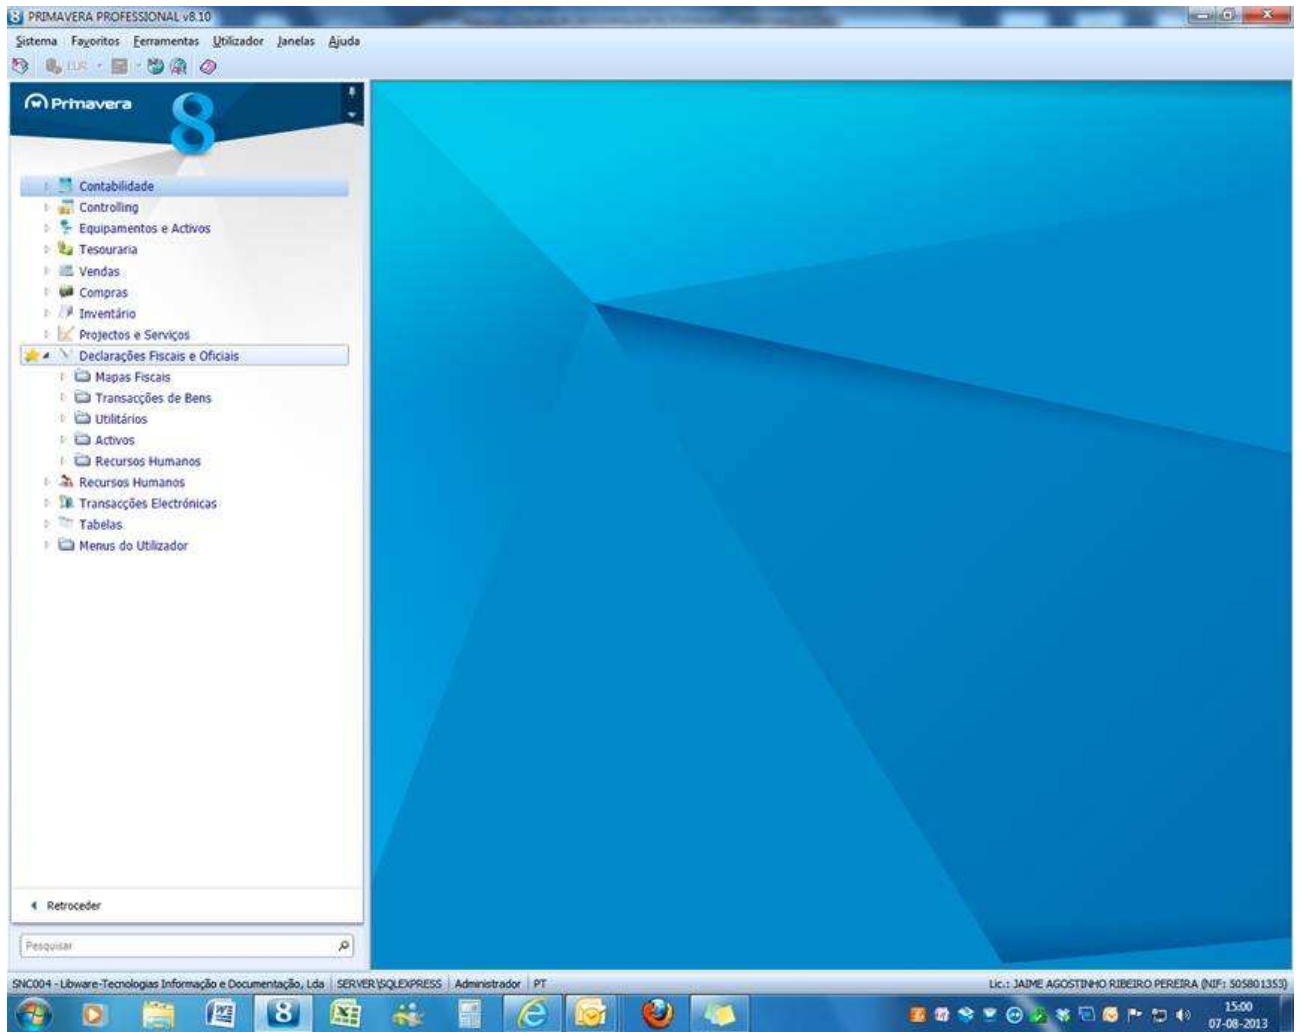 8 PRIMAVERA PROFESSIONAL v8.10
Sistema Favoritos Ferramentas Utilizador Janelas Ajuda
EUR
Primavera
8
Contabilidade
Controlling
Equipamentos e Activos
Tesouraria
Vendas
Compras
Inventário
Projectos e Serviços
Declarações Fiscais e Oficiais
Mapas Fiscais
Transacções de Bens
Utilitários
Activos
Recursos Humanos
Recursos Humanos
Transacções Electrónicas
Tabelas
Menus do Utilizador
Retroceder
Pesquisar
SNC004 - Libware-Tecnologias Informação e Documentação, Lda SERVER\SQLEXPRESS Administrador PT Lic.: JAIME AGOSTINHO RIBEIRO PEREIRA (NIF: 505801353)
8
15:00
07-08-2013